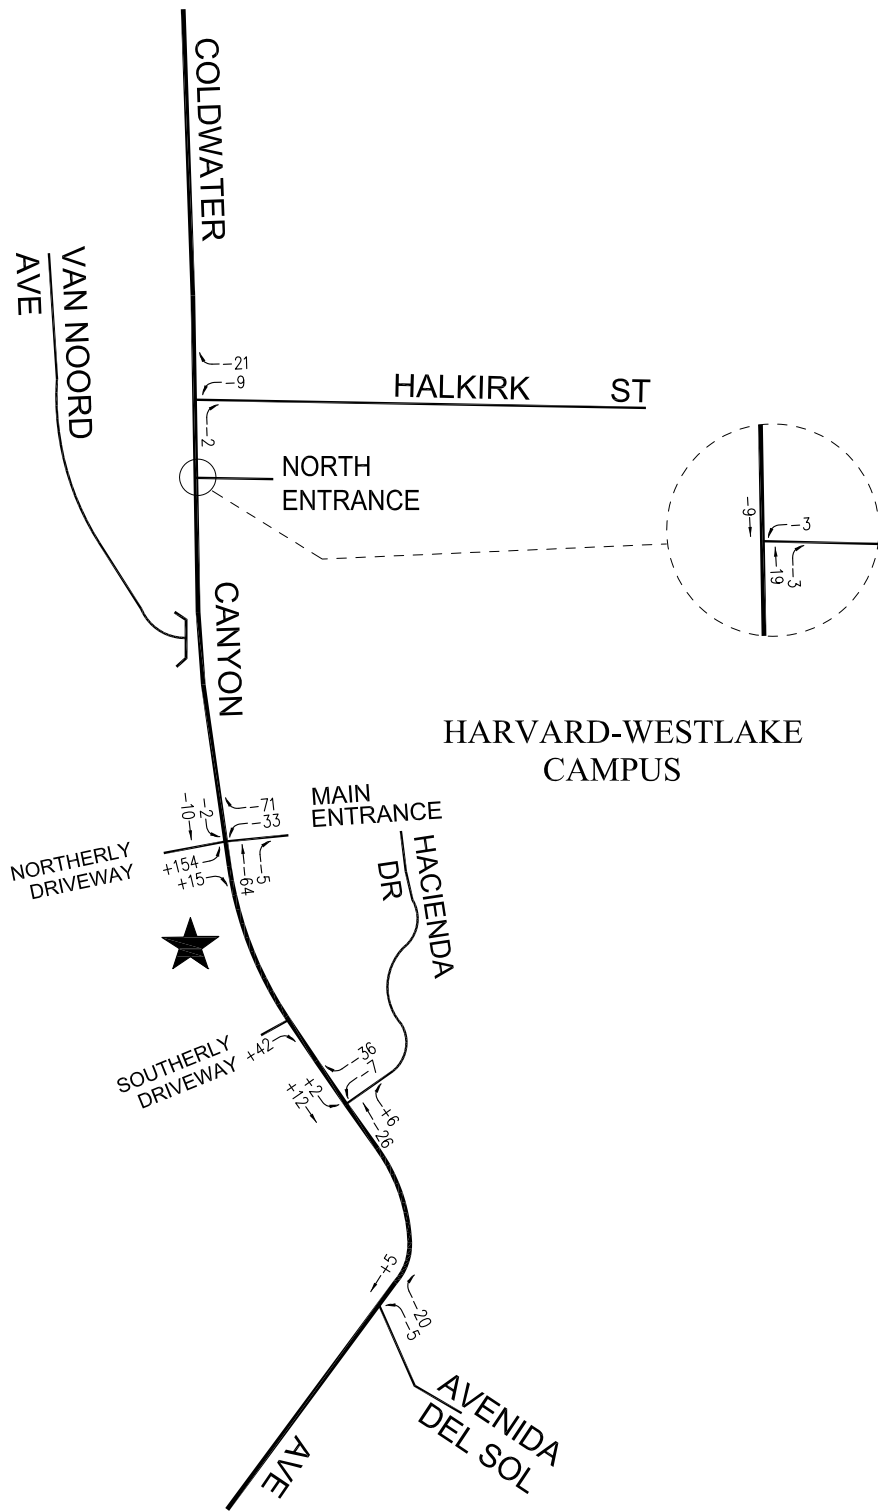 COLDWATER
VAN NOORD
AVE
-21
-9
HALKIRK ST
-2
NORTH
ENTRANCE
-9
-3
-19
-3
CANYON
HARVARD-WESTLAKE
CAMPUS
-10
-2
-71
-33
MAIN
ENTRANCE
NORTHERLY
DRIVEWAY
+154
+15
-64
-5
HACIENDA
DR
SOUTHERLY
DRIVEWAY
+42
-36
-7
+2
+12
+6
-26
+5
-20
-5
AVENIDA
DEL SOL
AVE